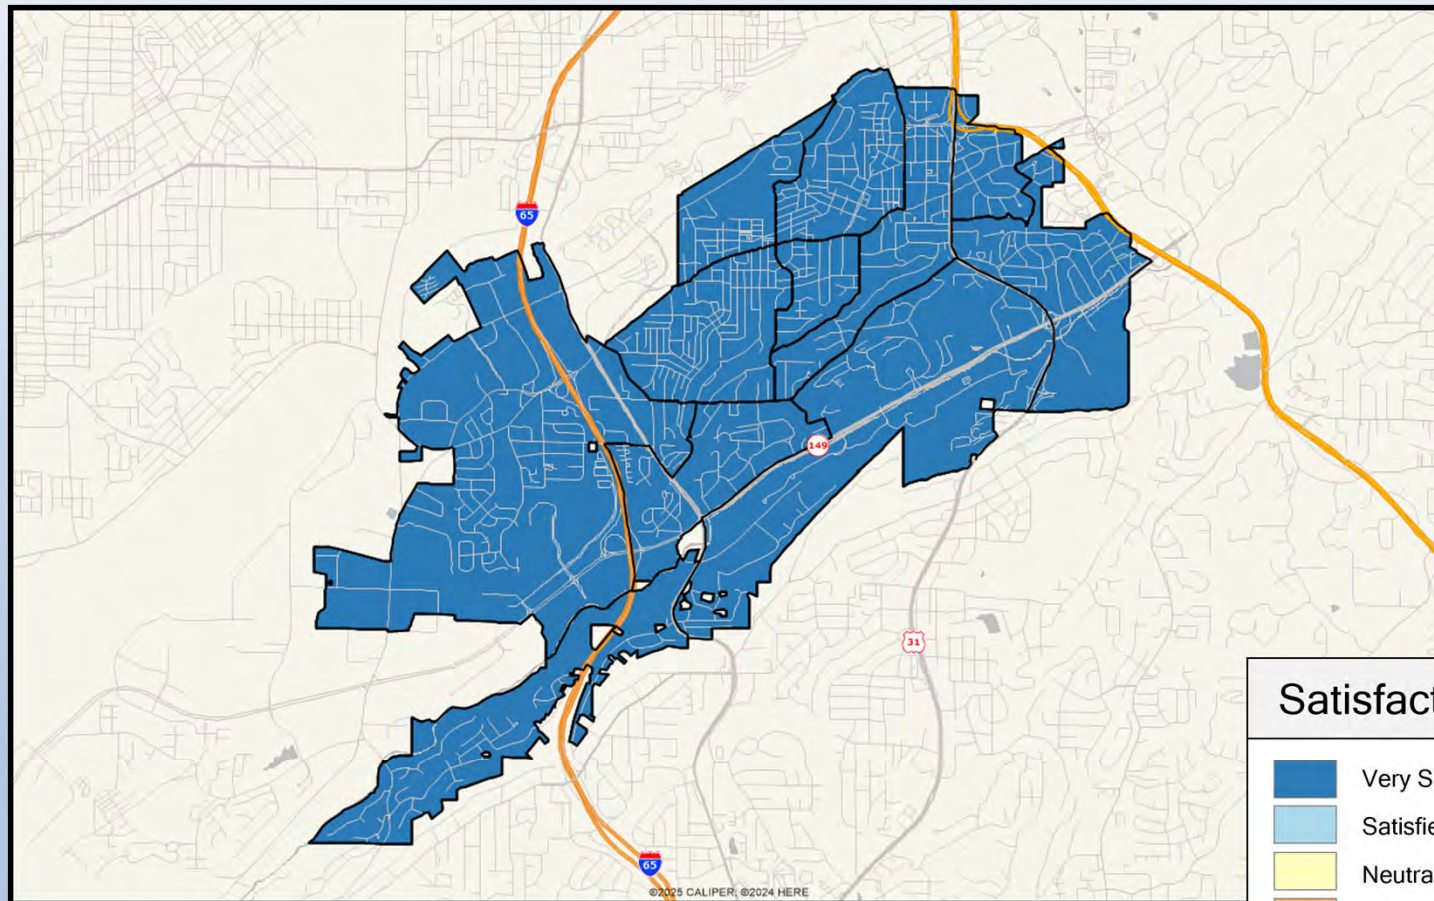 65
149
31
Satisfact
Very S
Satisfie
Neutra
65
©2025 CALIPER; ©2024 HERE